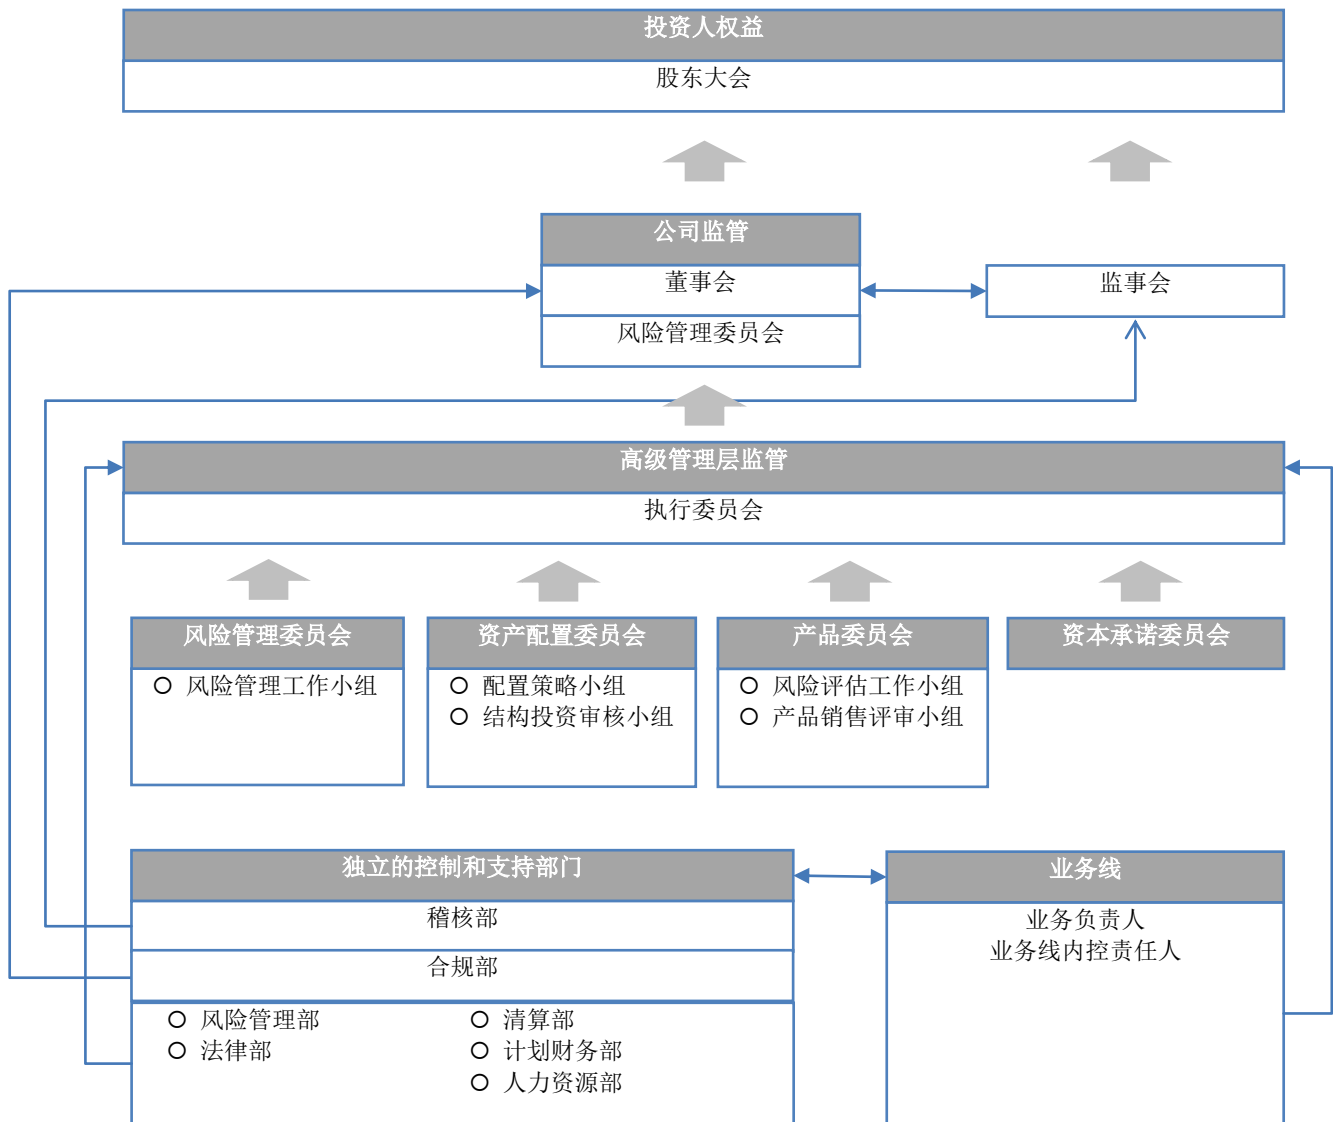 投资人权益
股东大会
公司监管
董事会
监事会
风险管理委员会
高级管理层监管
执行委员会
风险管理委员会
风险管理工作小组
资产配置委员会
配置策略小组
结构投资审核小组
产品委员会
风险评估工作小组
产品销售评审小组
资本承诺委员会
独立的控制和支持部门
稽核部
合规部
风险管理部
法律部
清算部
计划财务部
人力资源部
业务线
业务负责人
业务线内控责任人